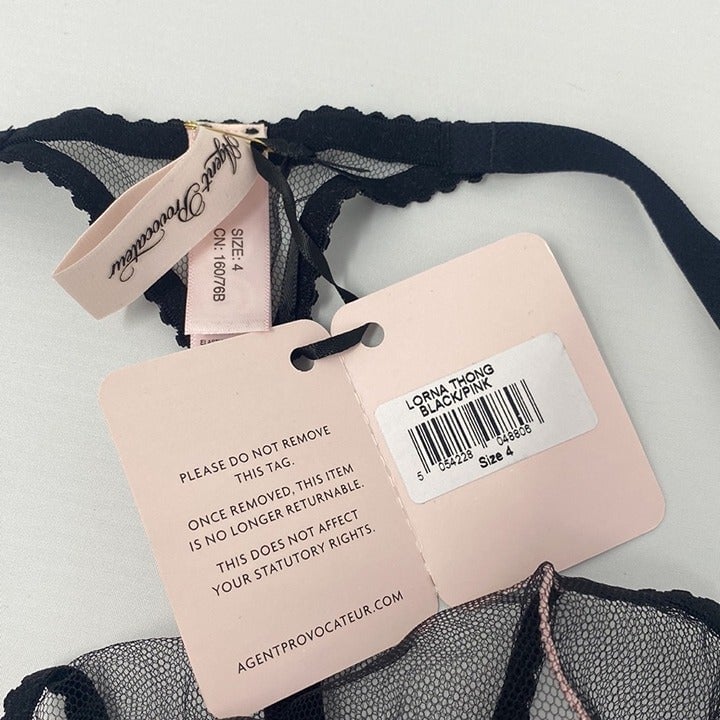 Agent Provocateur
SIZE: 4
CN: 160/76B
PLEASE DO NOT REMOVE
THIS TAG.
ONCE REMOVED, THIS ITEM
IS NO LONGER RETURNABLE.
THIS DOES NOT AFFECT
YOUR STATUTORY RIGHTS.
AGENTPROVOCATEUR.COM
LORNA THONG
BLACK/PINK
5 054228 048806
Size 4